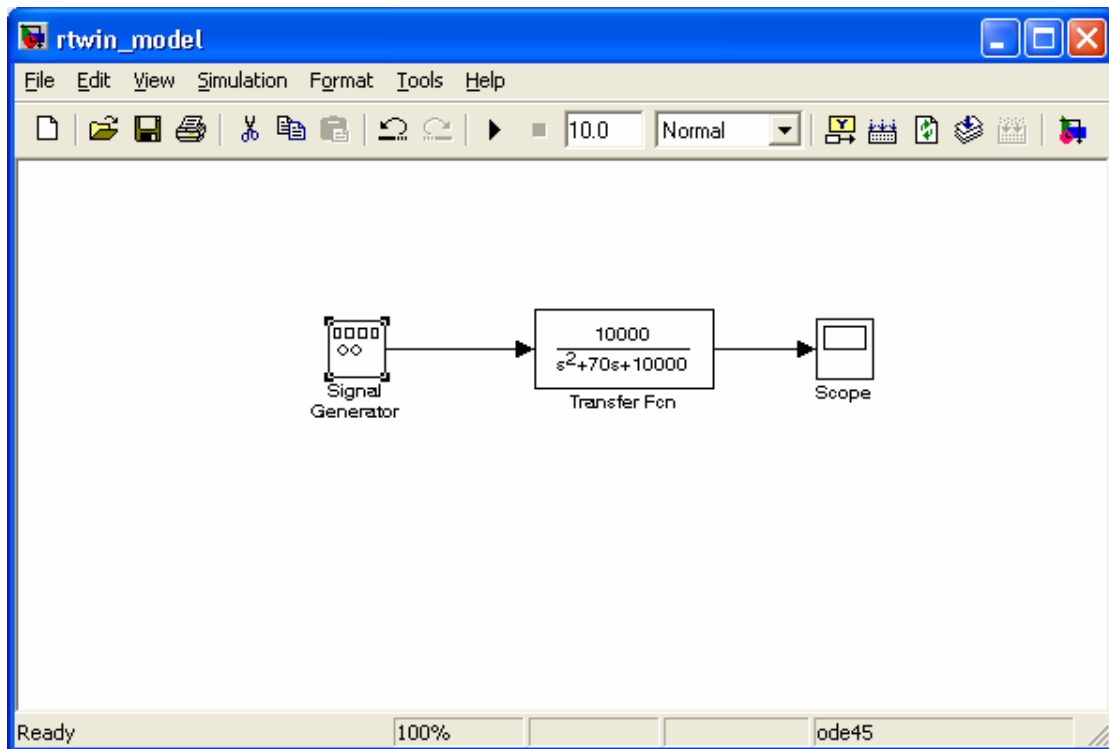 rtwin_model
File Edit View Simulation Format Tools Help
10.0 Normal
10000
s²+70s+10000
Signal
Generator
Transfer Fcn
Scope
Ready 100% ode45